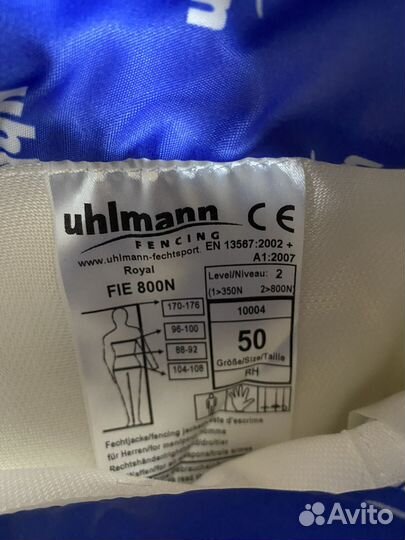 uhlmann CE
FENCING
www.uhlmann-fechtsport. EN 13567:2002 +
A1:2007
Royal
FIE 800N
Level/Niveau: 2
(1>350N 2>800N)
170-176
96-100
88-92
104-108
10004
50
Größe/Size/Taille
RH
Fechtjacke/fencing d'escrime
für Herren/for
Avito